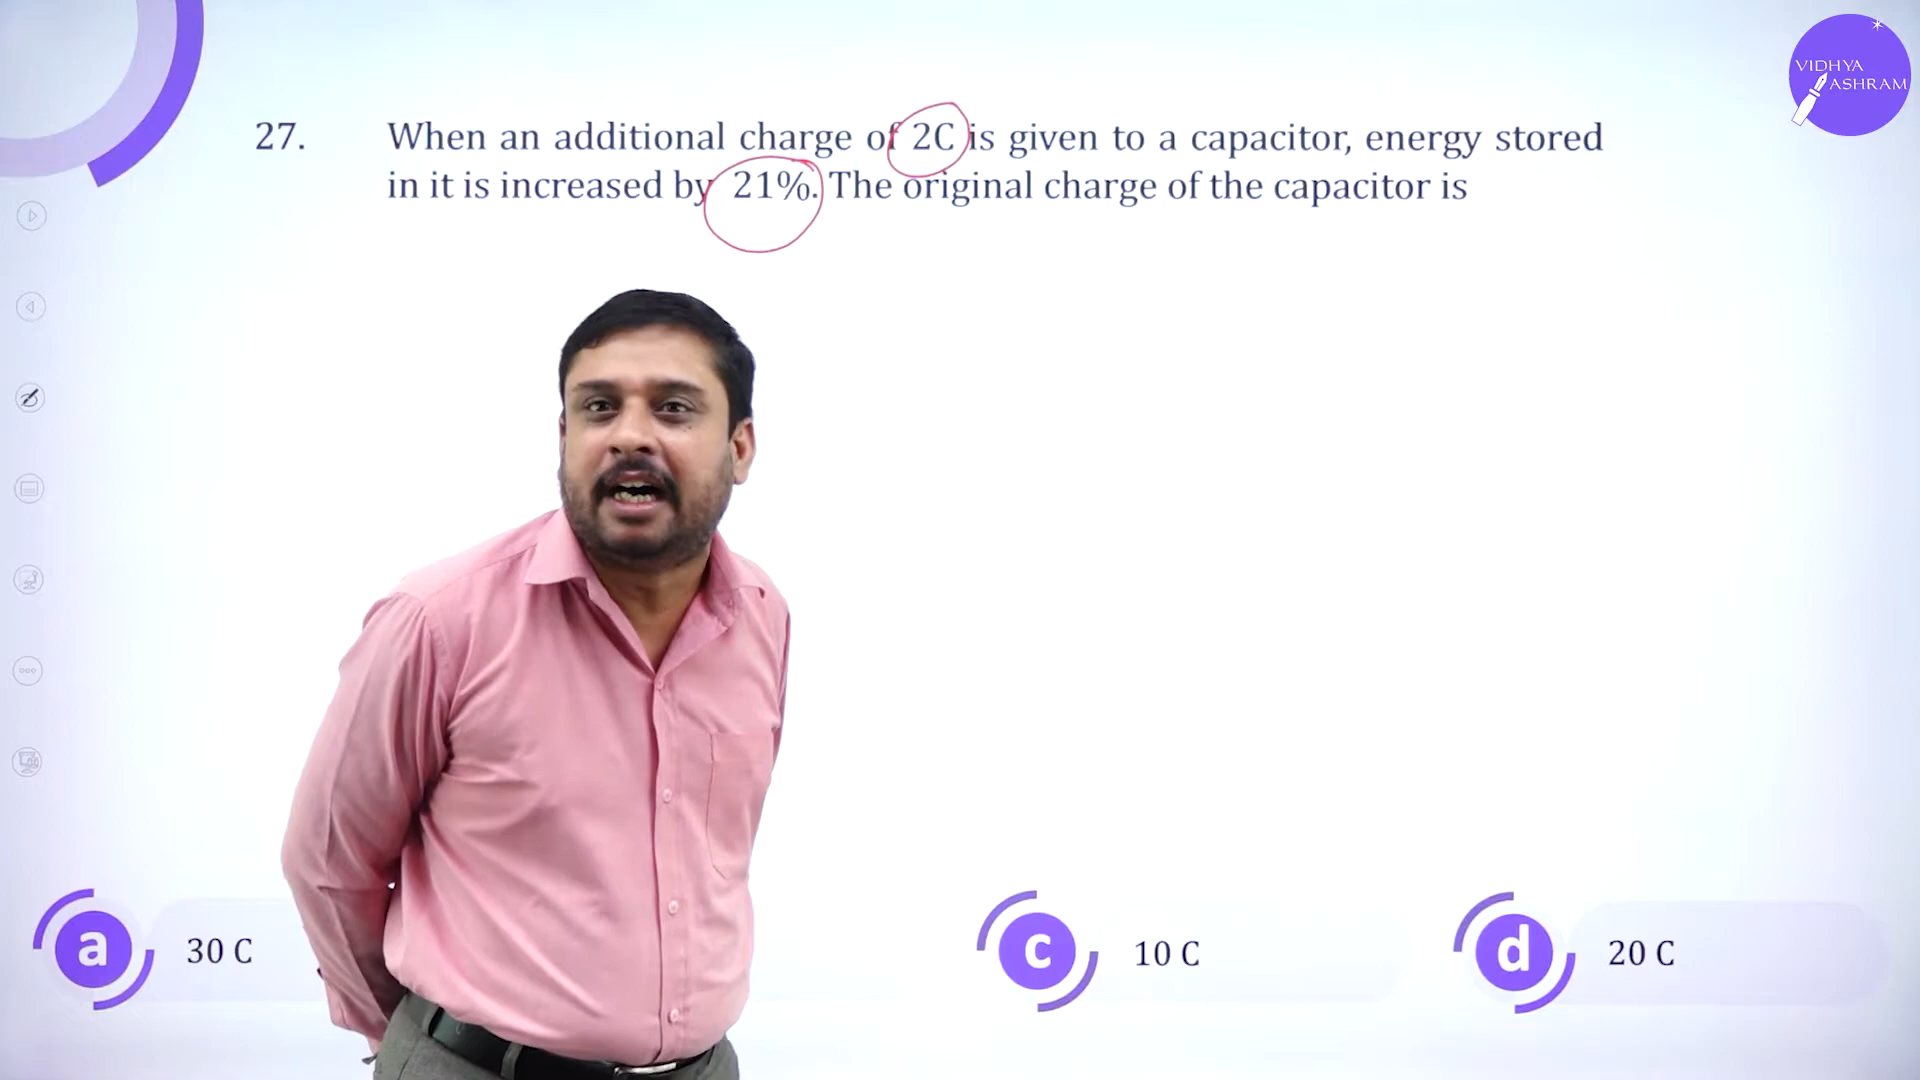 VIDHYA
ASHRAM
27. When an additional charge of 2C is given to a capacitor, energy stored
in it is increased by 21%. The original charge of the capacitor is
a 30 C
c 10 C
d 20 C